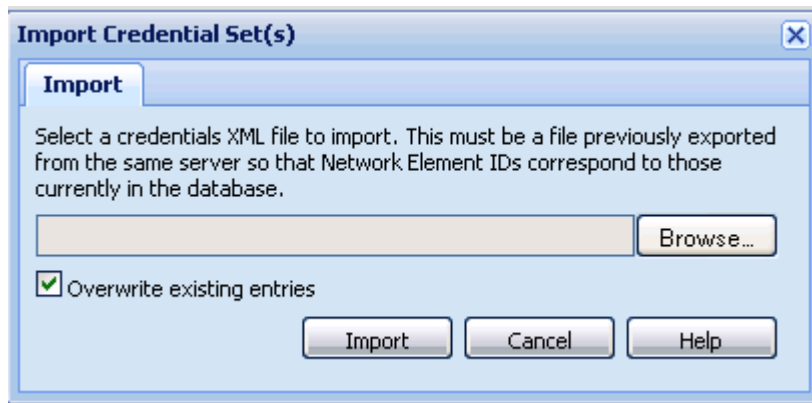 Import Credential Set(s)
Import
Select a credentials XML file to import. This must be a file previously exported
from the same server so that Network Element IDs correspond to those
currently in the database.
Browse...
Overwrite existing entries
Import Cancel Help